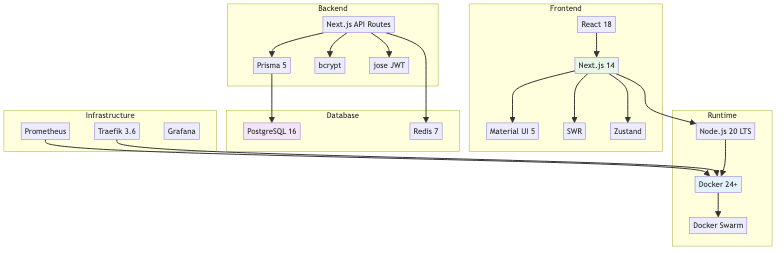 Backend
Next.js API Routes
Prisma 5
bcrypt
jose JWT
Frontend
React 18
Next.js 14
Material UI 5
SWR
Zustand
Infrastructure
Prometheus
Traefik 3.6
Grafana
Database
PostgreSQL 16
Redis 7
Runtime
Node.js 20 LTS
Docker 24+
Docker Swarm